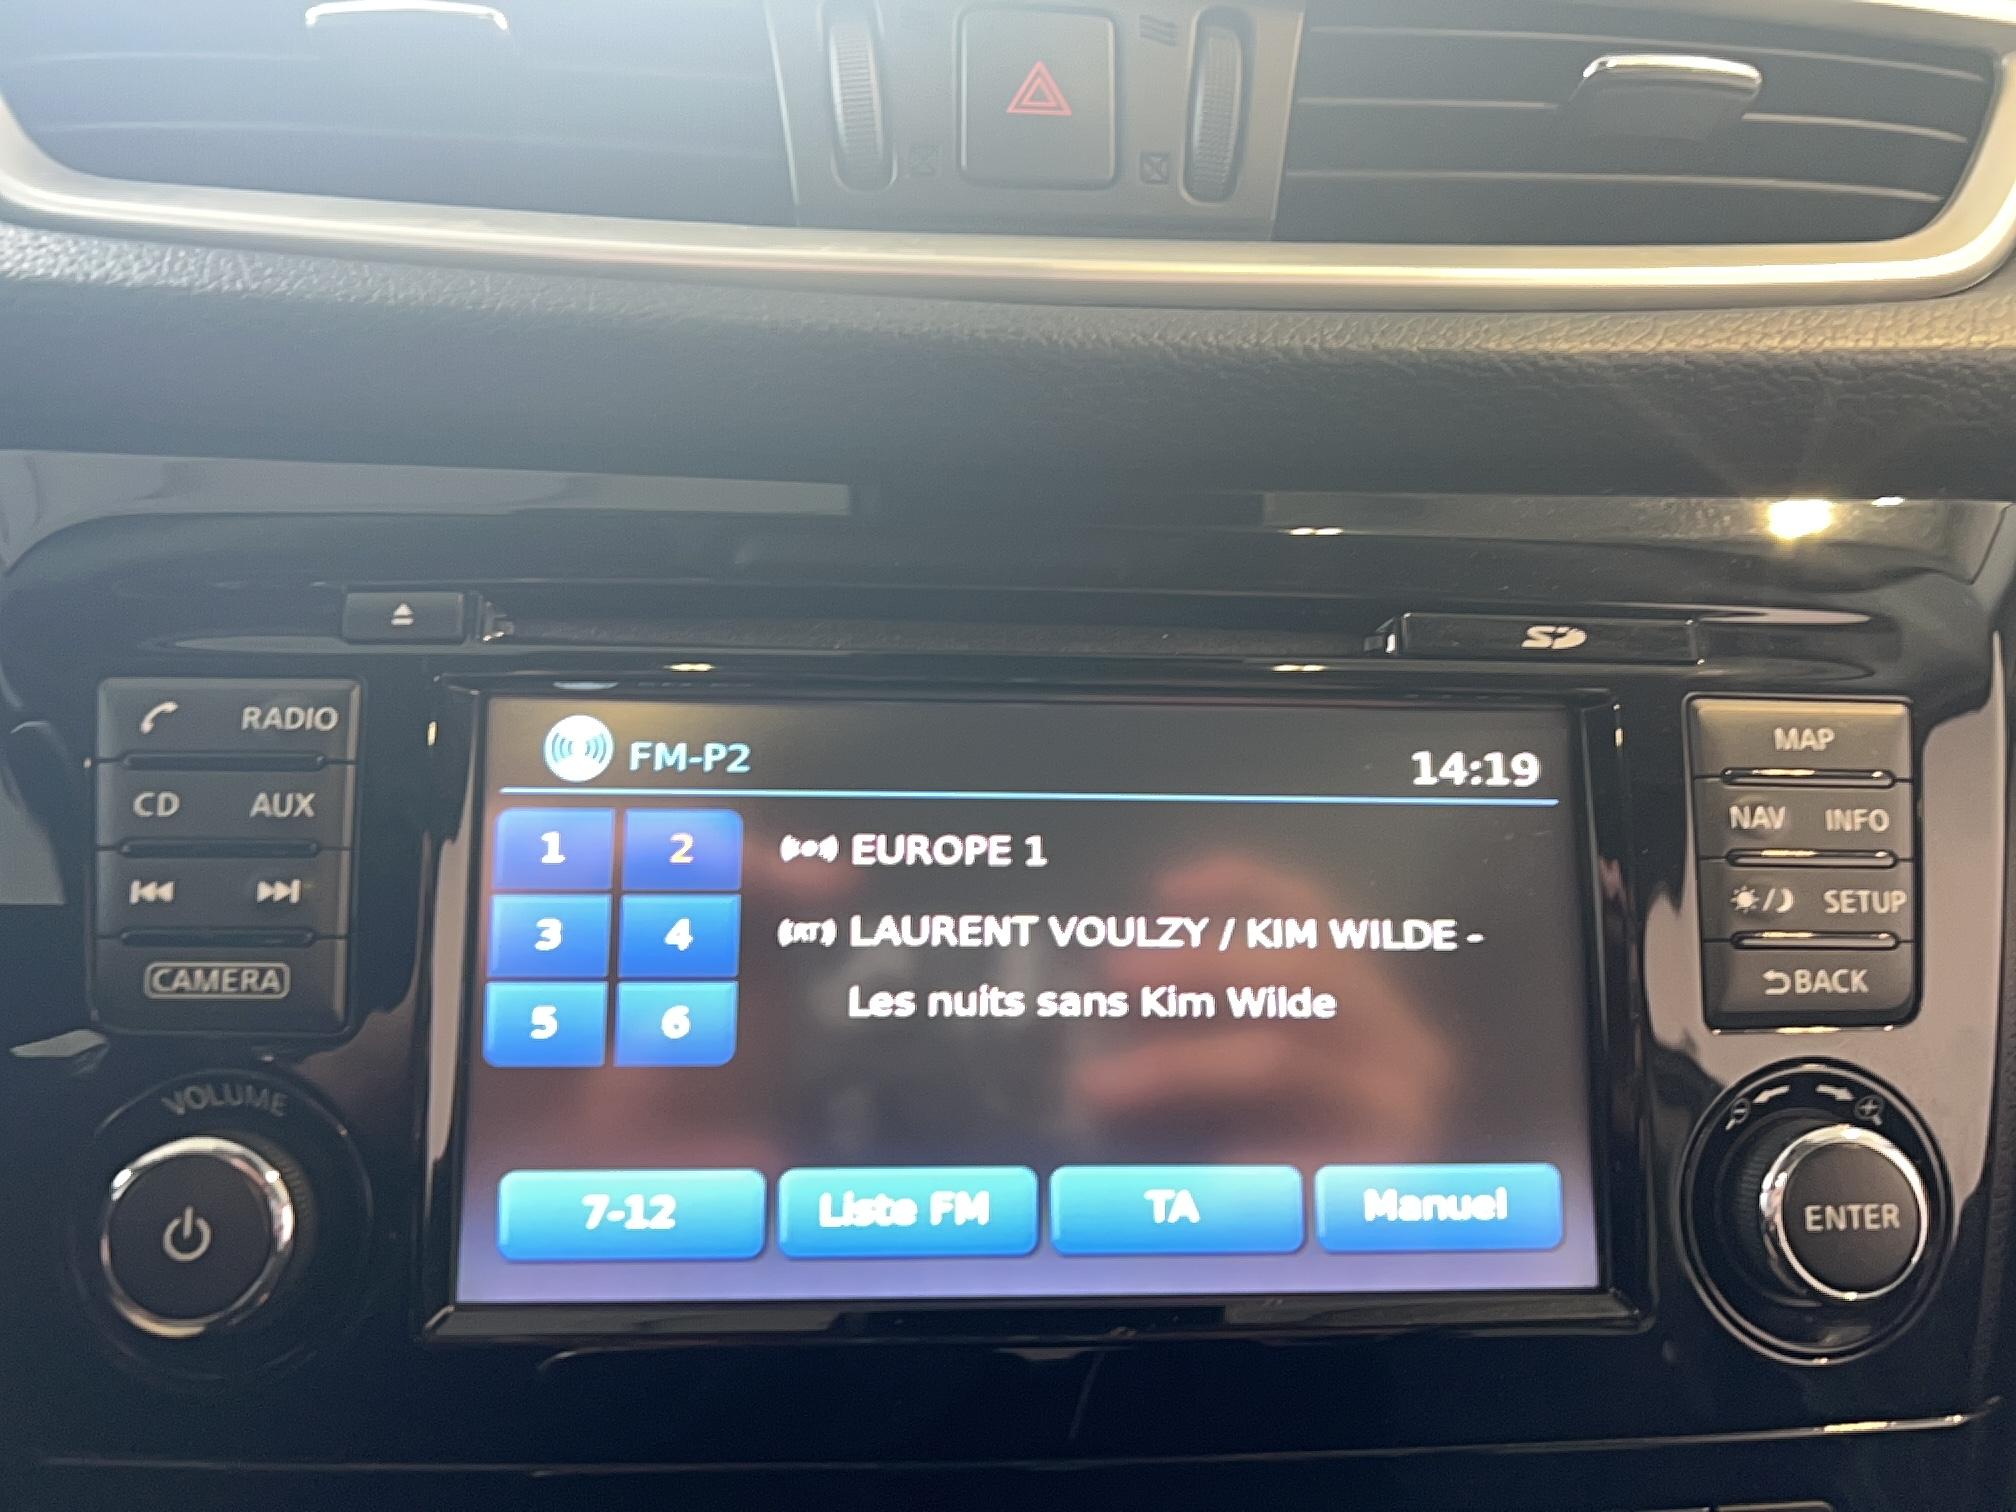 SD
RADIO
CD AUX
CAMERA
VOLUME
FM-P2
14:19
1 2
3 4
5 6
EUROPE 1
RT LAURENT VOULZY / KIM WILDE -
Les nuits sans Kim Wilde
7-12 Liste FM TA Manuel
MAP
NAV INFO
SETUP
BACK
ENTER